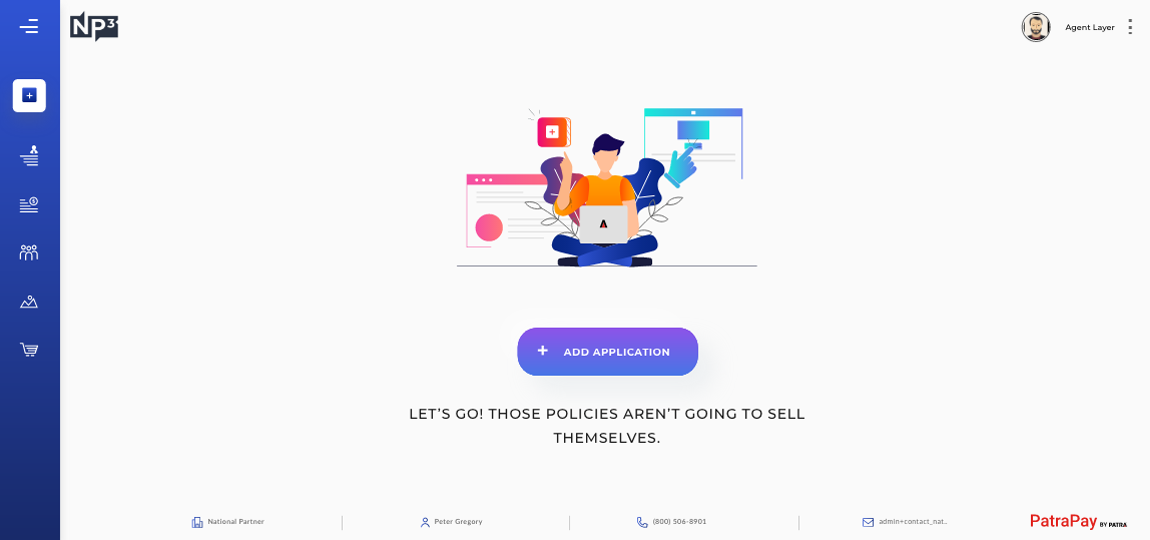 NP3
Agent Layer
+ ADD APPLICATION
LET'S GO! THOSE POLICIES AREN'T GOING TO SELL
THEMSELVES.
National Partner
Peter Gregory
(800) 506-8901
admin+contact_nat..
PatraPay BY PATRA